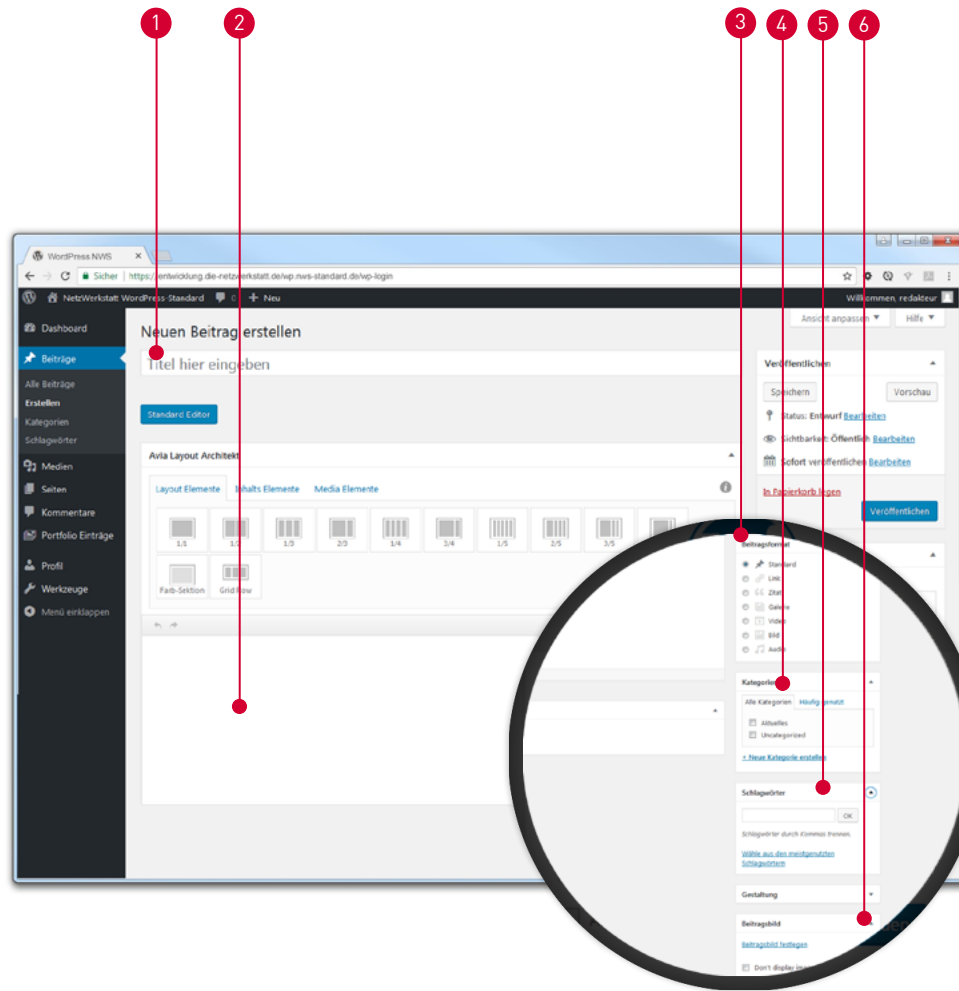 1 2 3 4 5 6
WordPress NWS
Sicher https://entwicklung.die-netzwerkstatt.de/wp.nws-standard.de/wp-login
NetzWerkstatt WordPress-Standard 0 + Neu Willkommen, redakteur
Ansicht anpassen Hilfe
Dashboard
Beiträge
Alle Beiträge
Erstellen
Kategorien
Schlagwörter
Medien
Seiten
Kommentare
Portfolio Einträge
Profil
Werkzeuge
Menü einklappen
Neuen Beitrag erstellen
Titel hier eingeben
Standard Editor
Avia Layout Architekt
Layout Elemente Inhalts Elemente Media Elemente
1/1 1/2 1/3 2/3 1/4 3/4 1/5 2/5 3/5
Farb-Sektion Grid Row
Veröffentlichen
Speichern Vorschau
Status: Entwurf Bearbeiten
Sichtbarkeit: Öffentlich Bearbeiten
Sofort veröffentlichen Bearbeiten
In Papierkorb legen
Veröffentlichen
Beitragsformat
Standard
Link
Zitat
Galerie
Video
Bild
Audio
Kategorien
Alle Kategorien Häufig genutzt
Aktuelles
Uncategorized
+ Neue Kategorie erstellen
Schlagwörter
OK
Schlagwörter durch Kommas trennen.
Wähle aus den meistgenutzten
Schlagwörtern
Gestaltung
Beitragsbild
Beitragsbild festlegen
Don't display